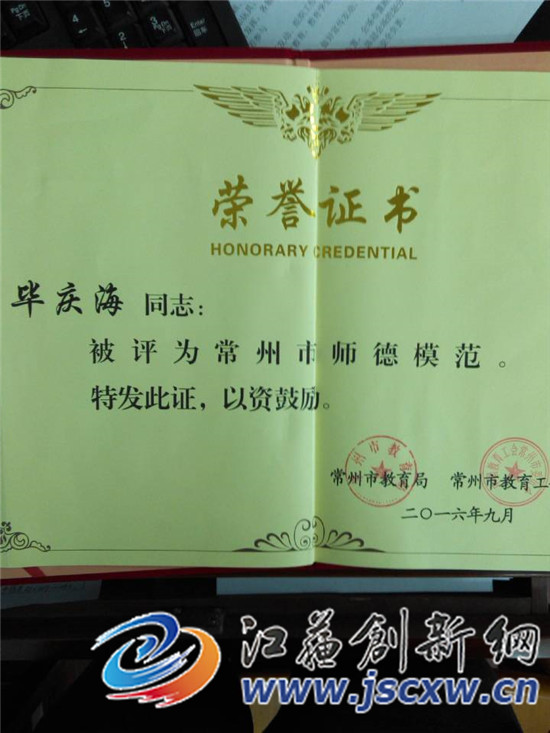 荣誉证书
HONORARY CREDENTIAL
毕庆海 同志：
被评为常州市师德模范。
特发此证，以资鼓励。
常州市教育局 常州市教育工
二〇一六年九月
江苏創新網
www.jscxw.cn